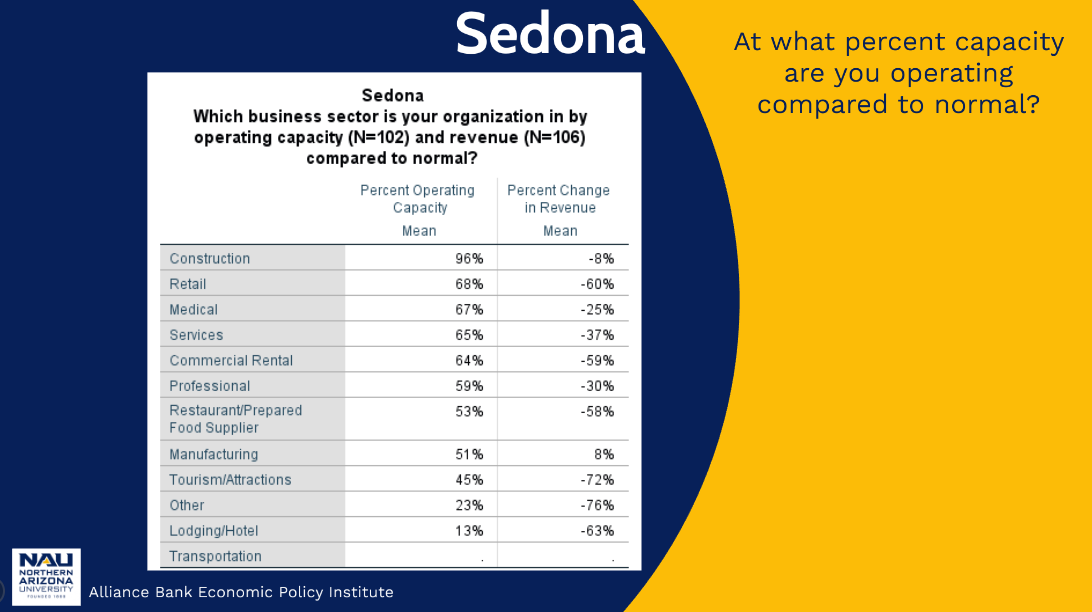 Sedona
At what percent capacity
are you operating
compared to normal?
Sedona
Which business sector is your organization in by
operating capacity (N=102) and revenue (N=106)
compared to normal?
Percent Operating Capacity Percent Change in Revenue
Mean Mean
Construction 96% -8%
Retail 68% -60%
Medical 67% -25%
Services 65% -37%
Commercial Rental 64% -59%
Professional 59% -30%
Restaurant/Prepared
Food Supplier 53% -58%
Manufacturing 51% 8%
Tourism/Attractions 45% -72%
Other 23% -76%
Lodging/Hotel 13% -63%
Transportation . .
NAU
NORTHERN
ARIZONA
UNIVERSITY
FOUNDED 1899
Alliance Bank Economic Policy Institute